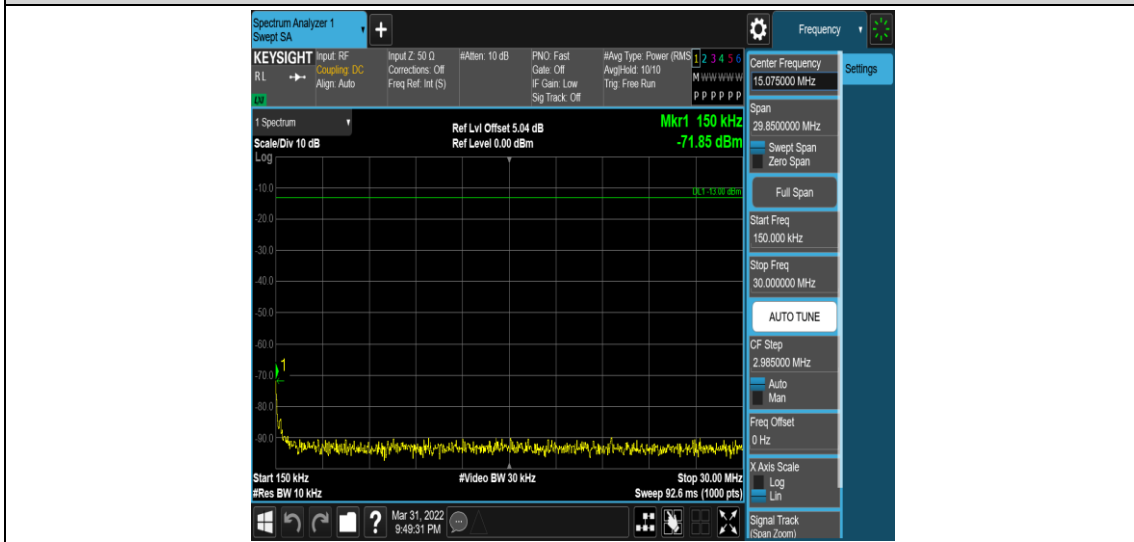 Spectrum Analyzer 1
Swept SA
+
Frequency
KEYSIGHT
RL
LXI
Input: RF
Coupling: DC
Align: Auto
Input Z: 50 Ω
Corrections: Off
Freq Ref: Int (S)
#Atten: 10 dB
PNO: Fast
Gate: Off
IF Gain: Low
Sig Track: Off
#Avg Type: Power (RMS
Avg|Hold: 10/10
Trig: Free Run
1 2 3 4 5 6
M W W W W W
P P P P P P
1 Spectrum
Scale/Div 10 dB
Log
Ref Lvl Offset 5.04 dB
Ref Level 0.00 dBm
Mkr1 150 kHz
-71.85 dBm
DL1 -13.00 dBm
-10.0
-20.0
-30.0
-40.0
-50.0
-60.0
-70.0
-80.0
-90.0
1
Start 150 kHz
#Res BW 10 kHz
#Video BW 30 kHz
Stop 30.00 MHz
Sweep 92.6 ms (1000 pts)
Center Frequency
15.075000 MHz
Settings
Span
29.8500000 MHz
Swept Span
Zero Span
Full Span
Start Freq
150.000 kHz
Stop Freq
30.000000 MHz
AUTO TUNE
CF Step
2.985000 MHz
Auto
Man
Freq Offset
0 Hz
X Axis Scale
Log
Lin
Signal Track
(Span Zoom)
?
Mar 31, 2022
9:49:31 PM